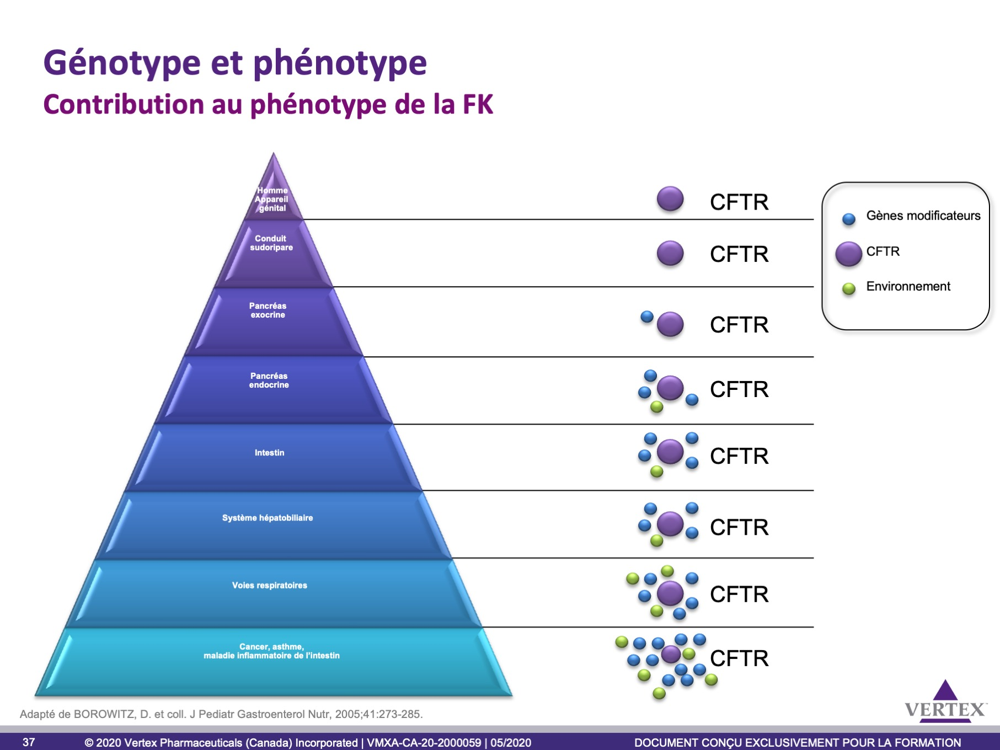 Génotype et phénotype
Contribution au phénotype de la FK
Homme
Appareil
génital
CFTR
Conduit
sudoripare
CFTR
Pancréas
exocrine
CFTR
Pancréas
endocrine
CFTR
Intestin
CFTR
Système hépatobiliaire
CFTR
Voies respiratoires
CFTR
Cancer, asthme,
maladie inflammatoire de l'intestin
CFTR
Gènes modificateurs
CFTR
Environnement
Adapté de BOROWITZ, D. et coll. J Pediatr Gastroenterol Nutr, 2005;41:273-285.
VERTEX™
37
© 2020 Vertex Pharmaceuticals (Canada) Incorporated | VMXA-CA-20-2000059 | 05/2020
DOCUMENT CONÇU EXCLUSIVEMENT POUR LA FORMATION